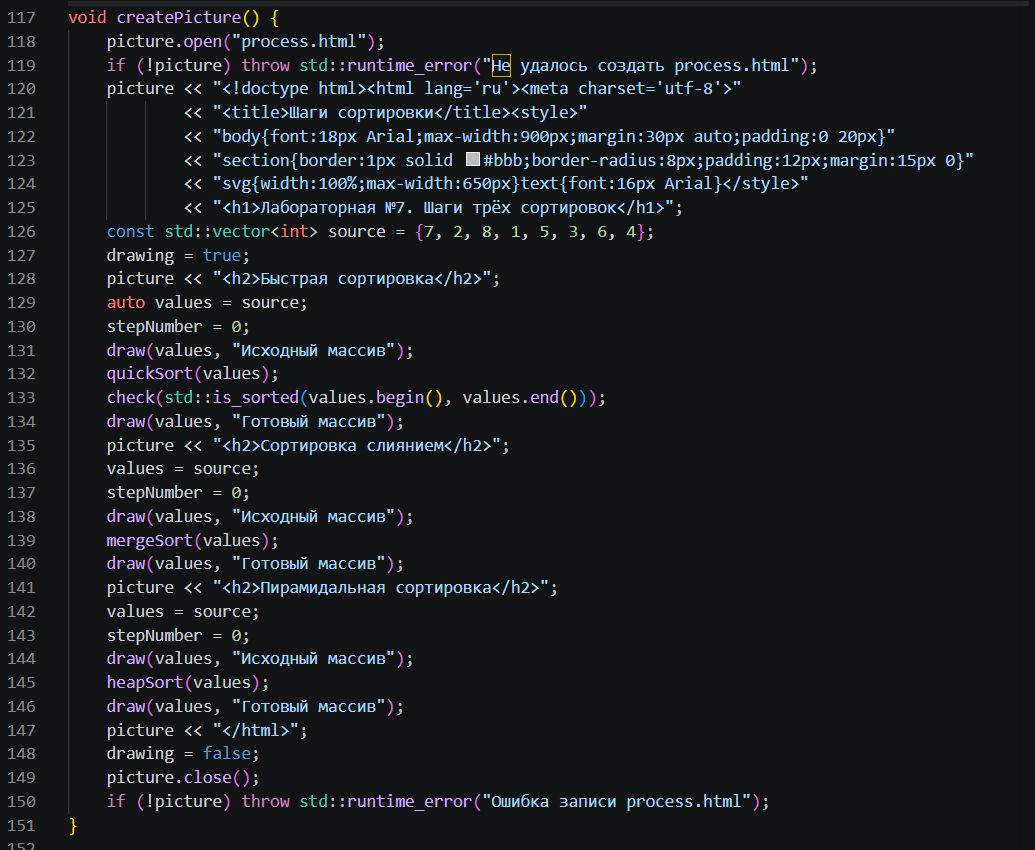 117 void createPicture() {
118     picture.open("process.html");
119     if (!picture) throw std::runtime_error("Не удалось создать process.html");
120     picture << "<!doctype html><html lang='ru'><meta charset='utf-8'>"
121             << "<title>Шаги сортировки</title><style>"
122             << "body{font:18px Arial;max-width:900px;margin:30px auto;padding:0 20px}"
123             << "section{border:1px solid #bbb;border-radius:8px;padding:12px;margin:15px 0}"
124             << "svg{width:100%;max-width:650px}text{font:16px Arial}</style>"
125             << "<h1>Лабораторная №7. Шаги трёх сортировок</h1>";
126     const std::vector<int> source = {7, 2, 8, 1, 5, 3, 6, 4};
127     drawing = true;
128     picture << "<h2>Быстрая сортировка</h2>";
129     auto values = source;
130     stepNumber = 0;
131     draw(values, "Исходный массив");
132     quickSort(values);
133     check(std::is_sorted(values.begin(), values.end()));
134     draw(values, "Готовый массив");
135     picture << "<h2>Сортировка слиянием</h2>";
136     values = source;
137     stepNumber = 0;
138     draw(values, "Исходный массив");
139     mergeSort(values);
140     draw(values, "Готовый массив");
141     picture << "<h2>Пирамидальная сортировка</h2>";
142     values = source;
143     stepNumber = 0;
144     draw(values, "Исходный массив");
145     heapSort(values);
146     draw(values, "Готовый массив");
147     picture << "</html>";
148     drawing = false;
149     picture.close();
150     if (!picture) throw std::runtime_error("Ошибка записи process.html");
151 }
152